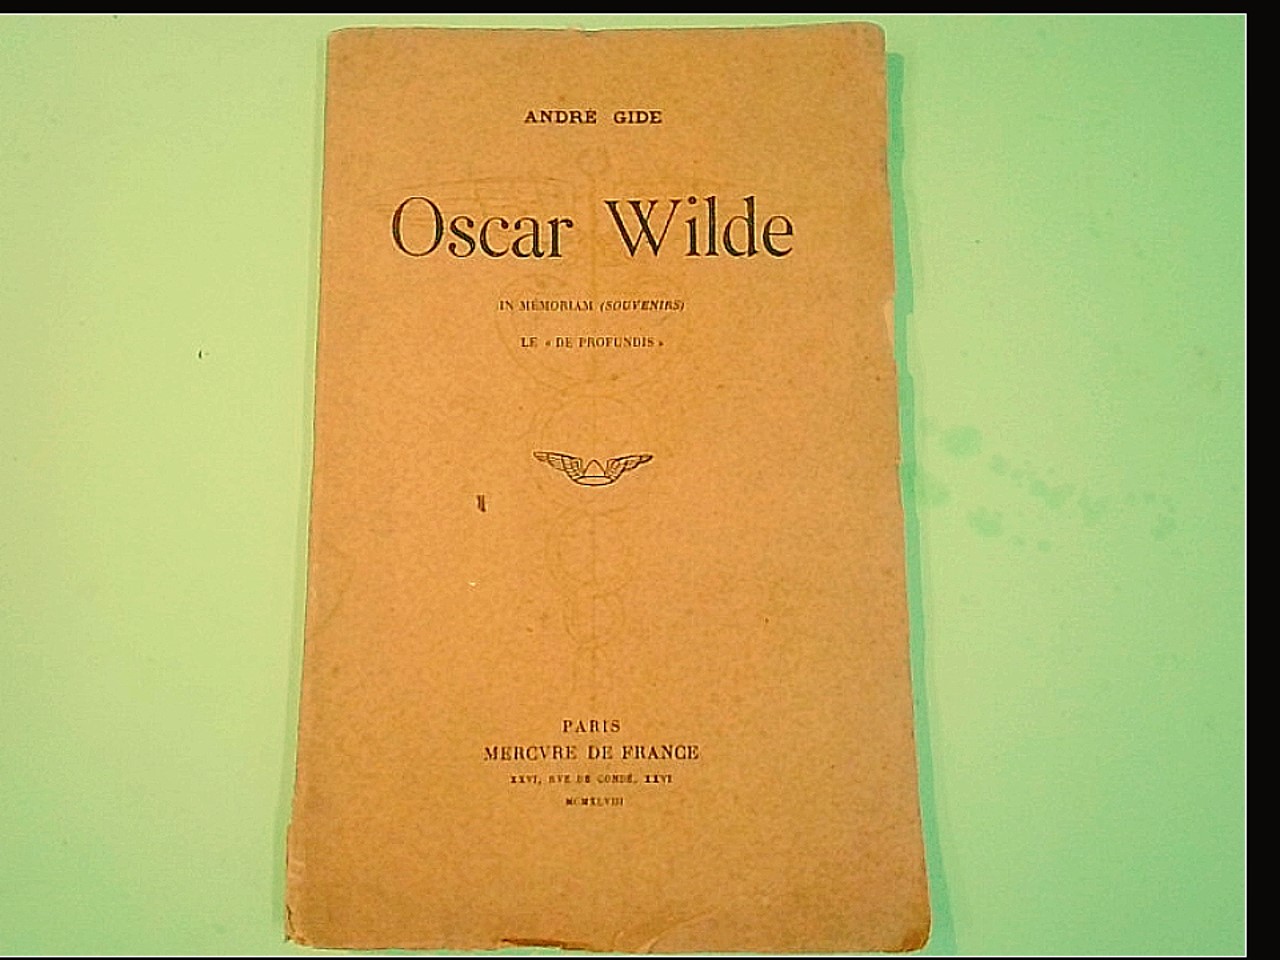 ANDRÉ GIDE
Oscar Wilde
IN MÉMORIAM (SOUVENIRS)
LE « DE PROFUNDIS »
PARIS
MERCVRE DE FRANCE
XXVI, RVE DE CONDÉ, XXVI
MCMXLVIII